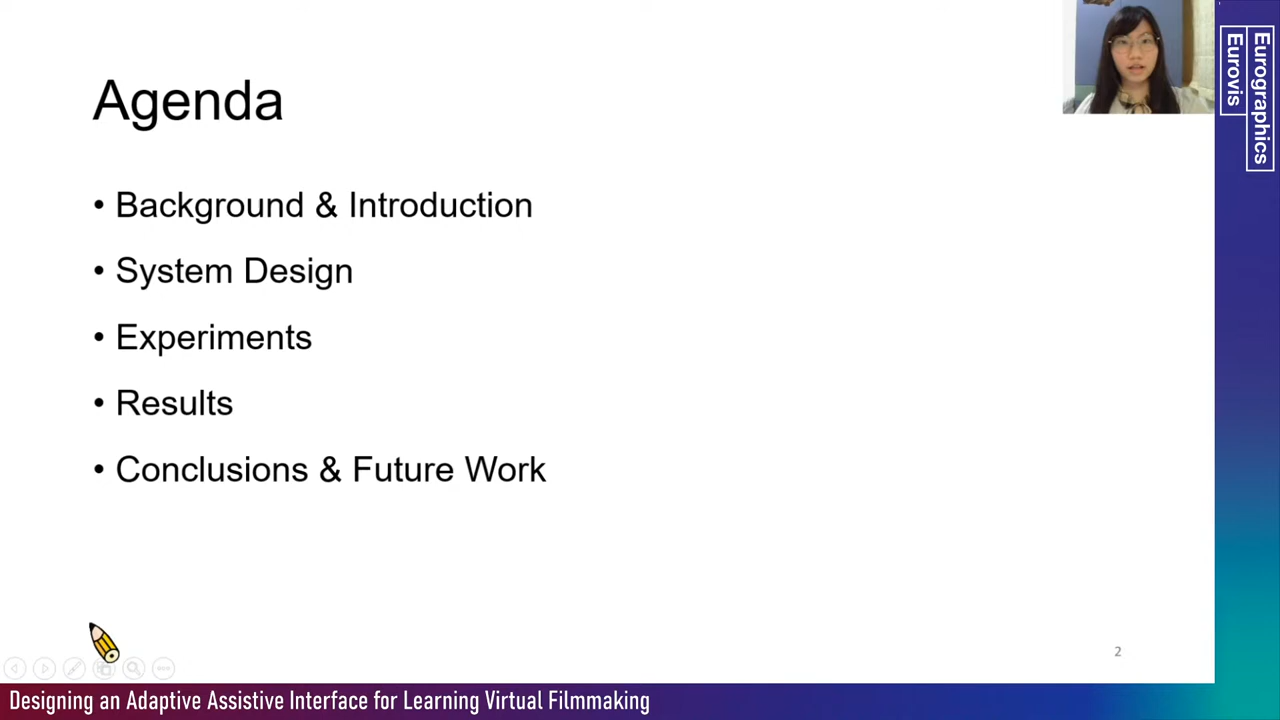 Agenda
• Background & Introduction
• System Design
• Experiments
• Results
• Conclusions & Future Work
2
Designing an Adaptive Assistive Interface for Learning Virtual Filmmaking
Eurographics
Eurovis